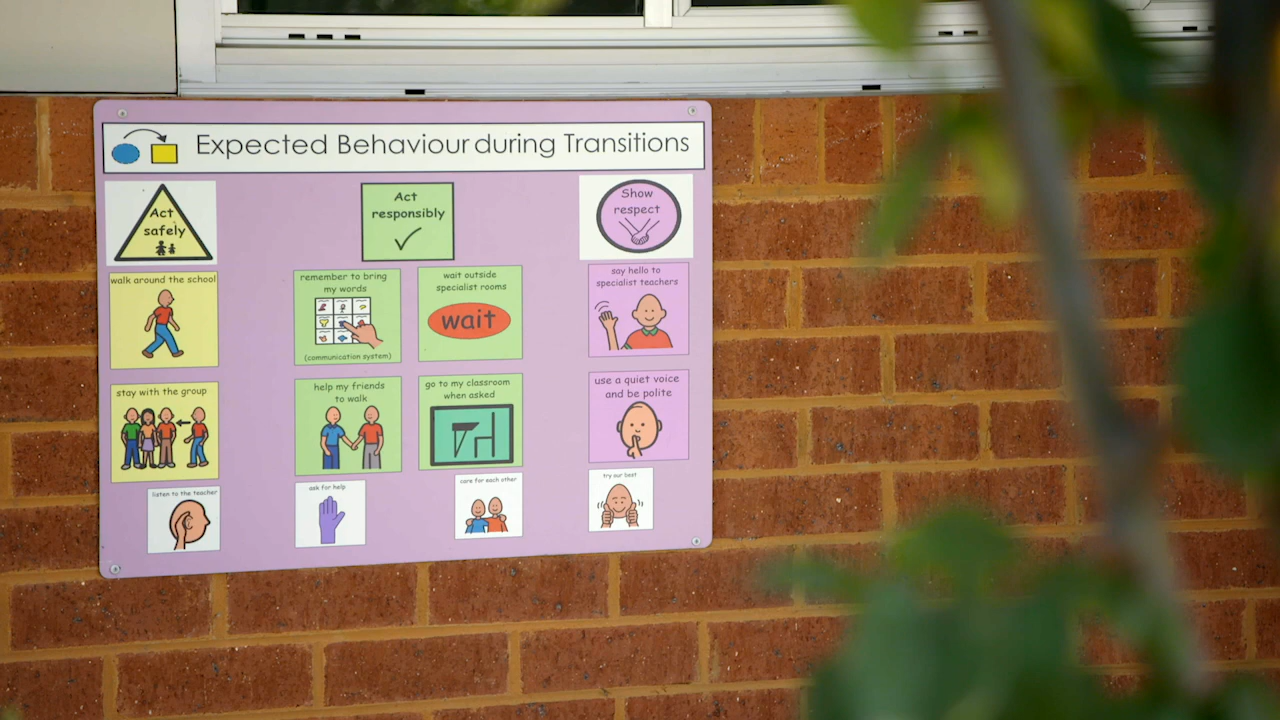 Expected Behaviour during Transitions
Act
safely
Act
responsibly
Show
respect
walk around the school
remember to bring
my words
(communication system)
wait outside
specialist rooms
wait
say hello to
specialist teachers
stay with the group
help my friends
to walk
go to my classroom
when asked
use a quiet voice
and be polite
listen to the teacher
ask for help
care for each other
try our best